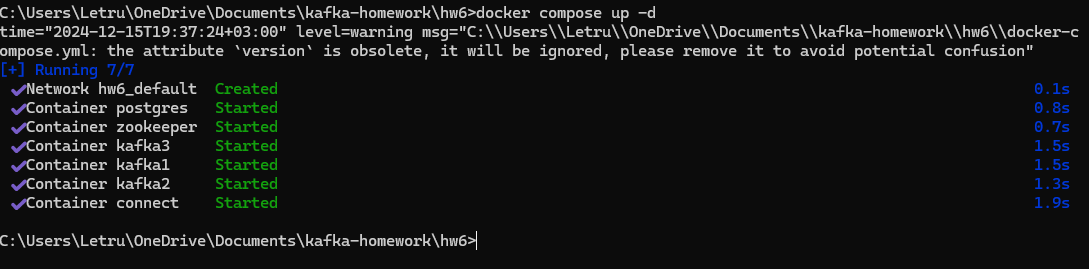 C:\Users\Letru\OneDrive\Documents\kafka-homework\hw6>docker compose up -d
time="2024-12-15T19:37:24+03:00" level=warning msg="C:\\Users\\Letru\\OneDrive\\Documents\\kafka-homework\\hw6\\docker-c
ompose.yml: the attribute `version` is obsolete, it will be ignored, please remove it to avoid potential confusion"
[+] Running 7/7
✔Network hw6_default Created 0.1s
✔Container postgres Started 0.8s
✔Container zookeeper Started 0.7s
✔Container kafka3 Started 1.5s
✔Container kafka1 Started 1.5s
✔Container kafka2 Started 1.3s
✔Container connect Started 1.9s
C:\Users\Letru\OneDrive\Documents\kafka-homework\hw6>